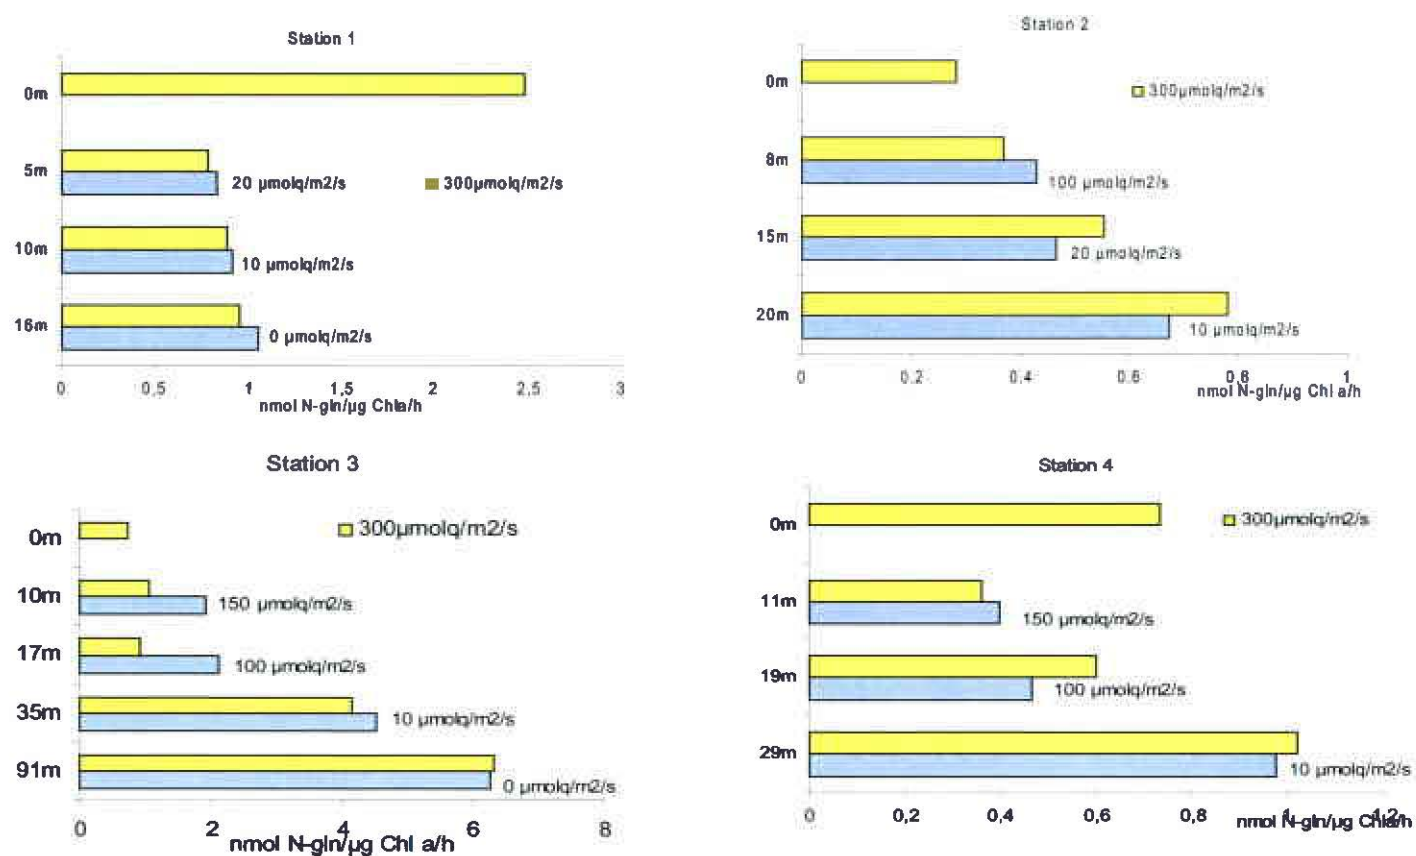 Station 1
0m
5m
20 µmolq/m2/s
300µmolq/m2/s
10m
10 µmolq/m2/s
16m
0 µmolq/m2/s
0 0,5 1 1,5 2 2,5 3
nmol N-gln/µg Chla/h
Station 2
0m
300µmolq/m2/s
8m
100 µmolq/m2/s
15m
20 µmolq/m2/s
20m
10 µmolq/m2/s
0 0,2 0,4 0,6 0,8 1
nmol N-gln/µg Chl a/h
Station 3
0m
300µmolq/m2/s
10m
150 µmolq/m2/s
17m
100 µmolq/m2/s
35m
10 µmolq/m2/s
91m
0 µmolq/m2/s
0 2 4 6 8
nmol N-gln/µg Chl a/h
Station 4
0m
300µmolq/m2/s
11m
150 µmolq/m2/s
19m
100 µmolq/m2/s
29m
10 µmolq/m2/s
0 0,2 0,4 0,6 0,8 1 1,2
nmol N-gln/µg Chla/h